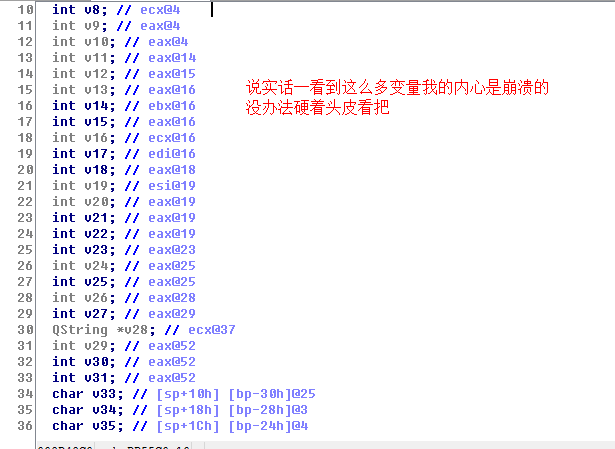 10 int v8; // ecx@4
11 int v9; // eax@4
12 int v10; // eax@4
13 int v11; // eax@14
14 int v12; // eax@15
15 int v13; // eax@16
16 int v14; // ebx@16
17 int v15; // eax@16
18 int v16; // ecx@16
19 int v17; // edi@16
20 int v18; // eax@18
21 int v19; // esi@19
22 int v20; // eax@19
23 int v21; // eax@19
24 int v22; // eax@19
25 int v23; // eax@23
26 int v24; // eax@25
27 int v25; // eax@25
28 int v26; // eax@28
29 int v27; // eax@29
30 QString *v28; // ecx@37
31 int v29; // eax@52
32 int v30; // eax@52
33 int v31; // eax@52
34 char v33; // [sp+10h] [bp-30h]@25
35 char v34; // [sp+18h] [bp-28h]@3
36 char v35; // [sp+1Ch] [bp-24h]@4
说实话一看到这么多变量我的内心是崩溃的
没办法硬着头皮看把